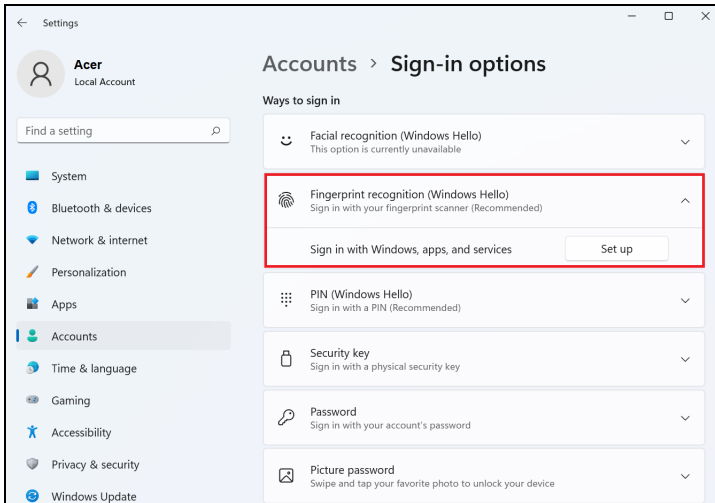 Settings
Acer
Local Account
Find a setting
System
Bluetooth & devices
Network & internet
Personalization
Apps
Accounts
Time & language
Gaming
Accessibility
Privacy & security
Windows Update
Accounts > Sign-in options
Ways to sign in
Facial recognition (Windows Hello)
This option is currently unavailable
Fingerprint recognition (Windows Hello)
Sign in with your fingerprint scanner (Recommended)
Sign in with Windows, apps, and services
Set up
PIN (Windows Hello)
Sign in with a PIN (Recommended)
Security key
Sign in with a physical security key
Password
Sign in with your account's password
Picture password
Swipe and tap your favorite photo to unlock your device